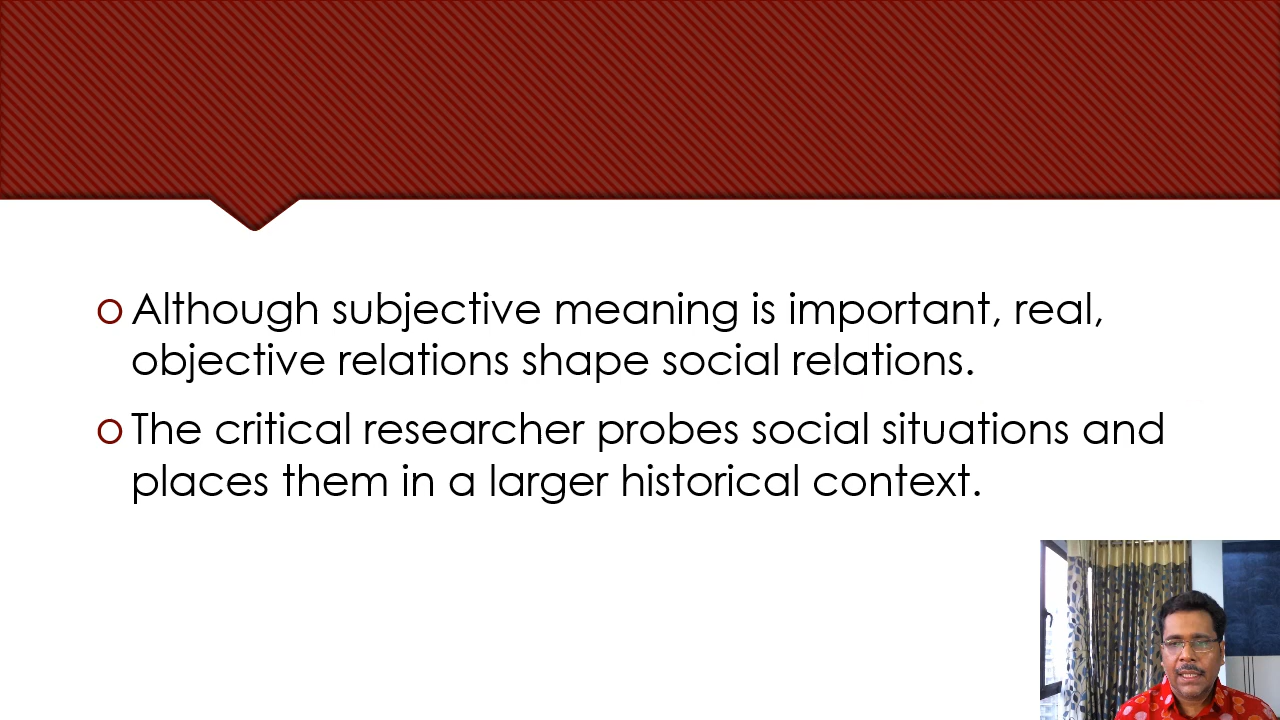 Although subjective meaning is important, real,
objective relations shape social relations.
The critical researcher probes social situations and
places them in a larger historical context.